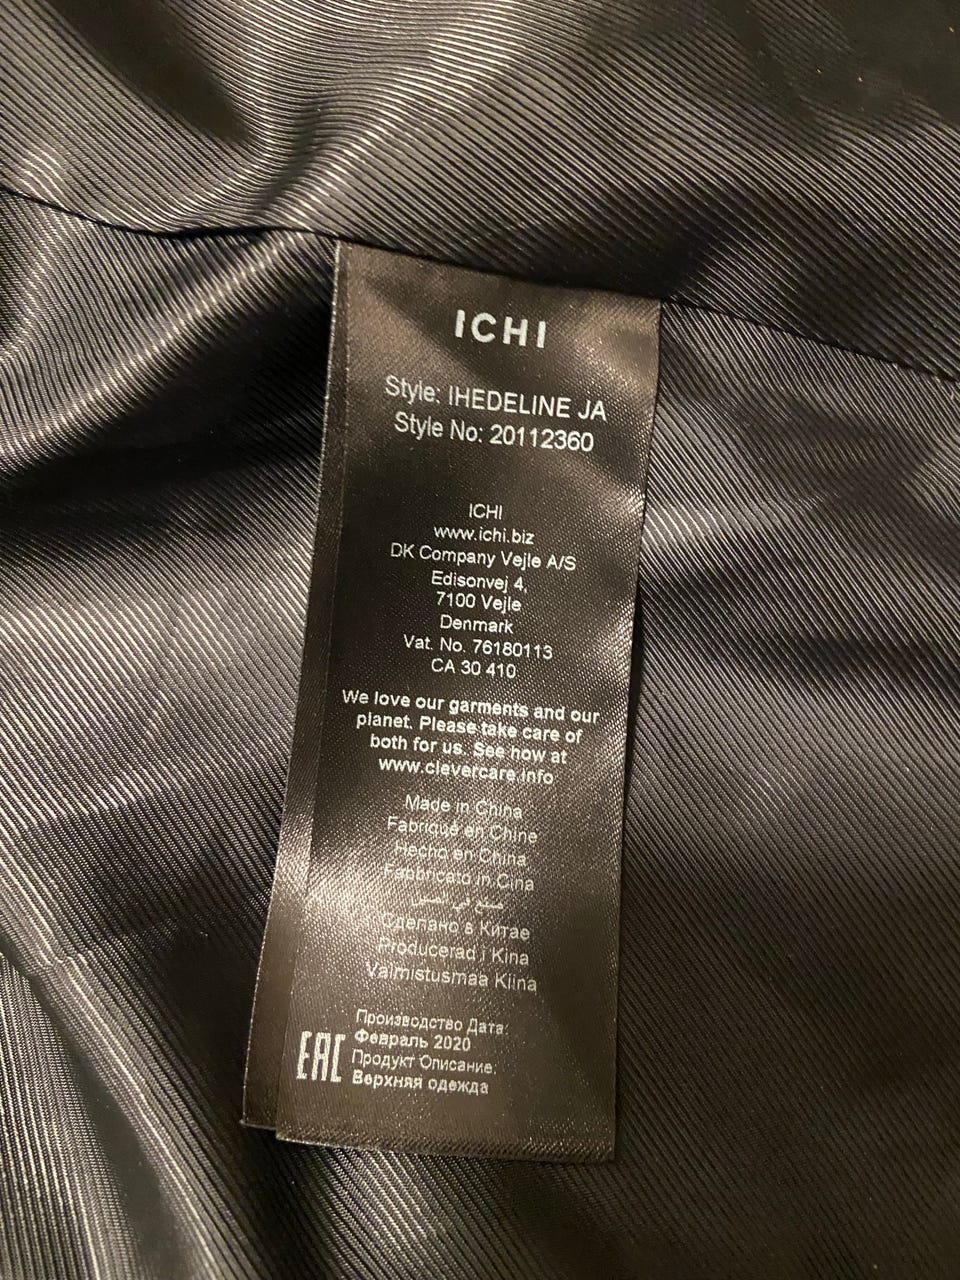 ICHI
Style: IHEDELINE JA
Style No: 20112360
ICHI
www.ichi.biz
DK Company Vejle A/S
Edisonvej 4,
7100 Vejle
Denmark
Vat. No. 76180113
CA 30 410
We love our garments and our
planet. Please take care of
both for us. See how at
www.clevercare.info
Made in China
Fabriqué en Chine
Hecho en China
Fabbricato in Cina
صنع في الصين
Сделано в Китае
Producerad i Kina
Valmistusmaa Kiina
Производство Дата:
Февраль 2020
EAC
Продукт Описание:
Верхняя одежда